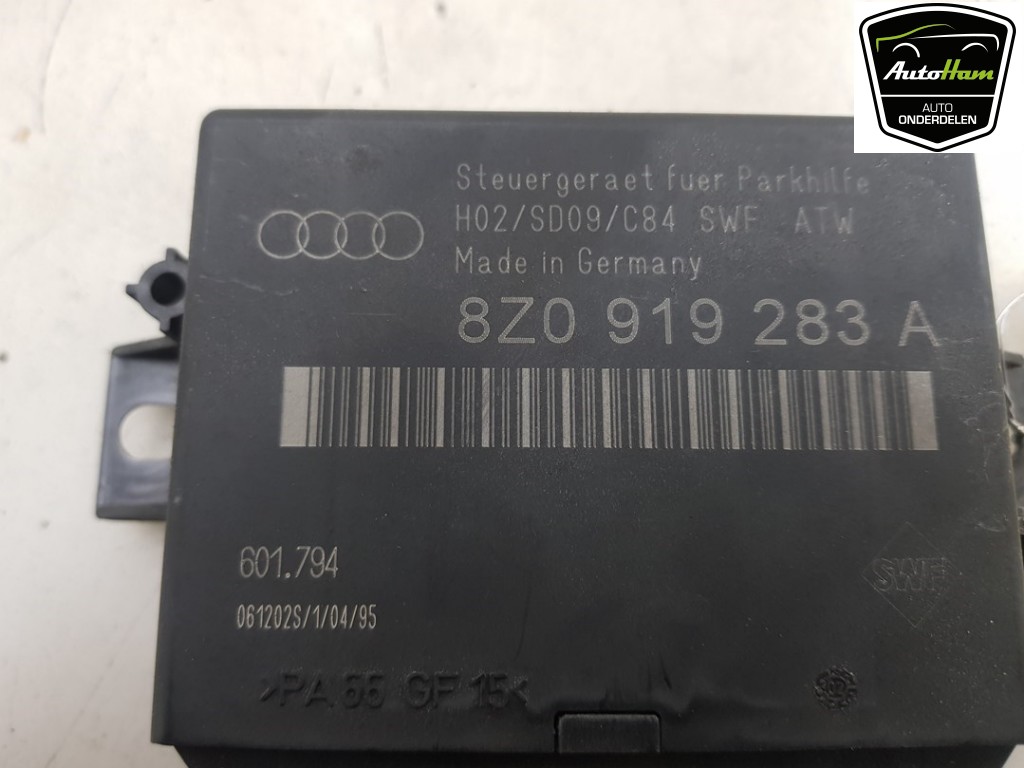 AutoHam
AUTO
ONDERDELEN
Steuergeraet fuer Parkhilfe
H02/SD09/C84 SWF ATW
Made in Germany
8Z0 919 283 A
601.794
061202S/1/04/95
SWF
>PA 66 GF 15<